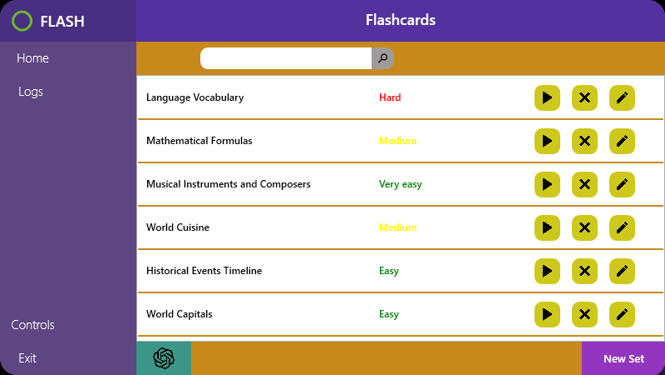 FLASH
Flashcards
Home
Logs
Language Vocabulary Hard
Mathematical Formulas Medium
Musical Instruments and Composers Very easy
World Cuisine Medium
Historical Events Timeline Easy
World Capitals Easy
Controls
Exit
New Set